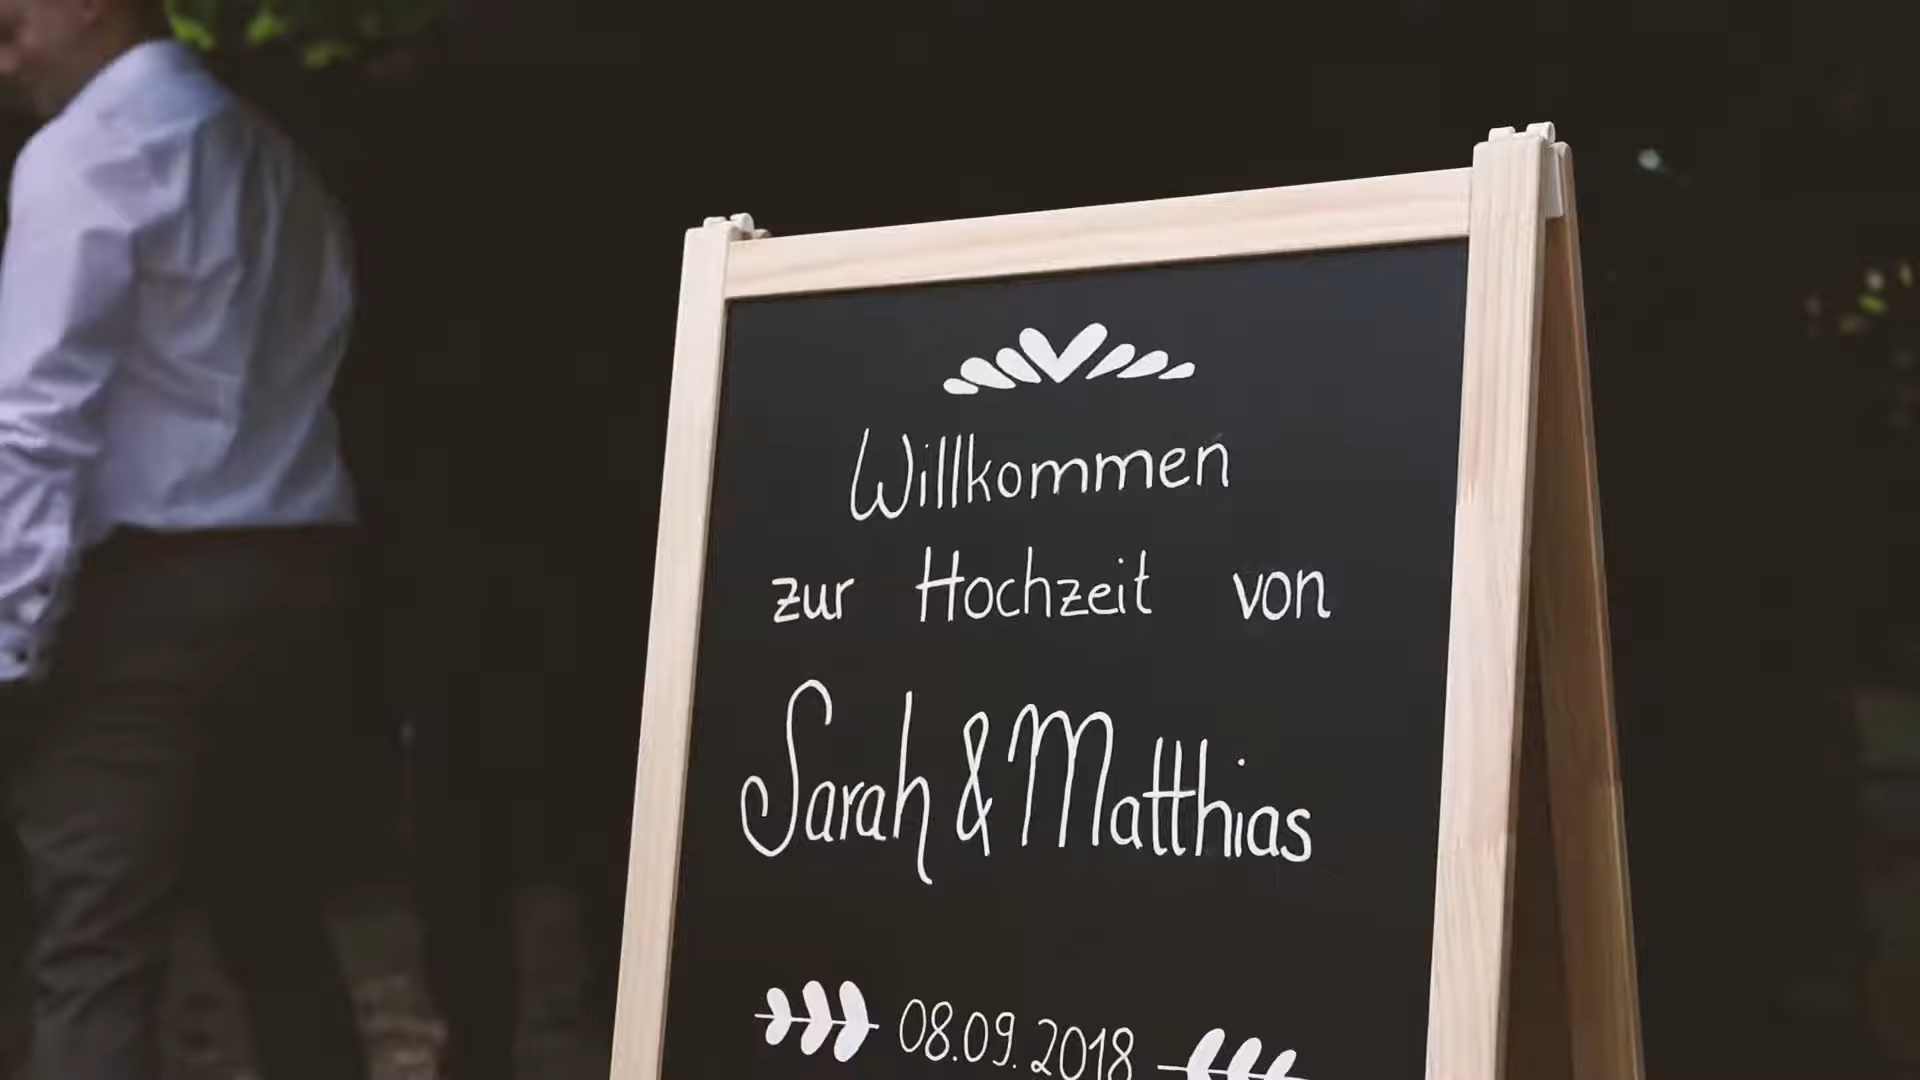 Willkommen
zur Hochzeit von
Sarah & Matthias
08.09.2018